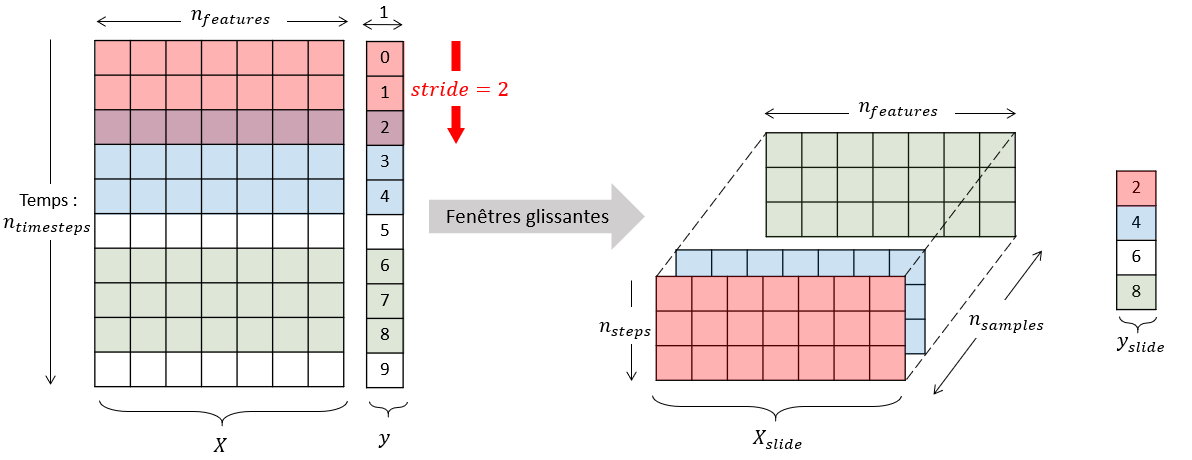 n_features
1
0
1
2
3
4
5
6
7
8
9
stride = 2
Temps :
n_timesteps
X
y
Fenêtres glissantes
n_features
n_steps
n_samples
X_slide
2
4
6
8
y_slide